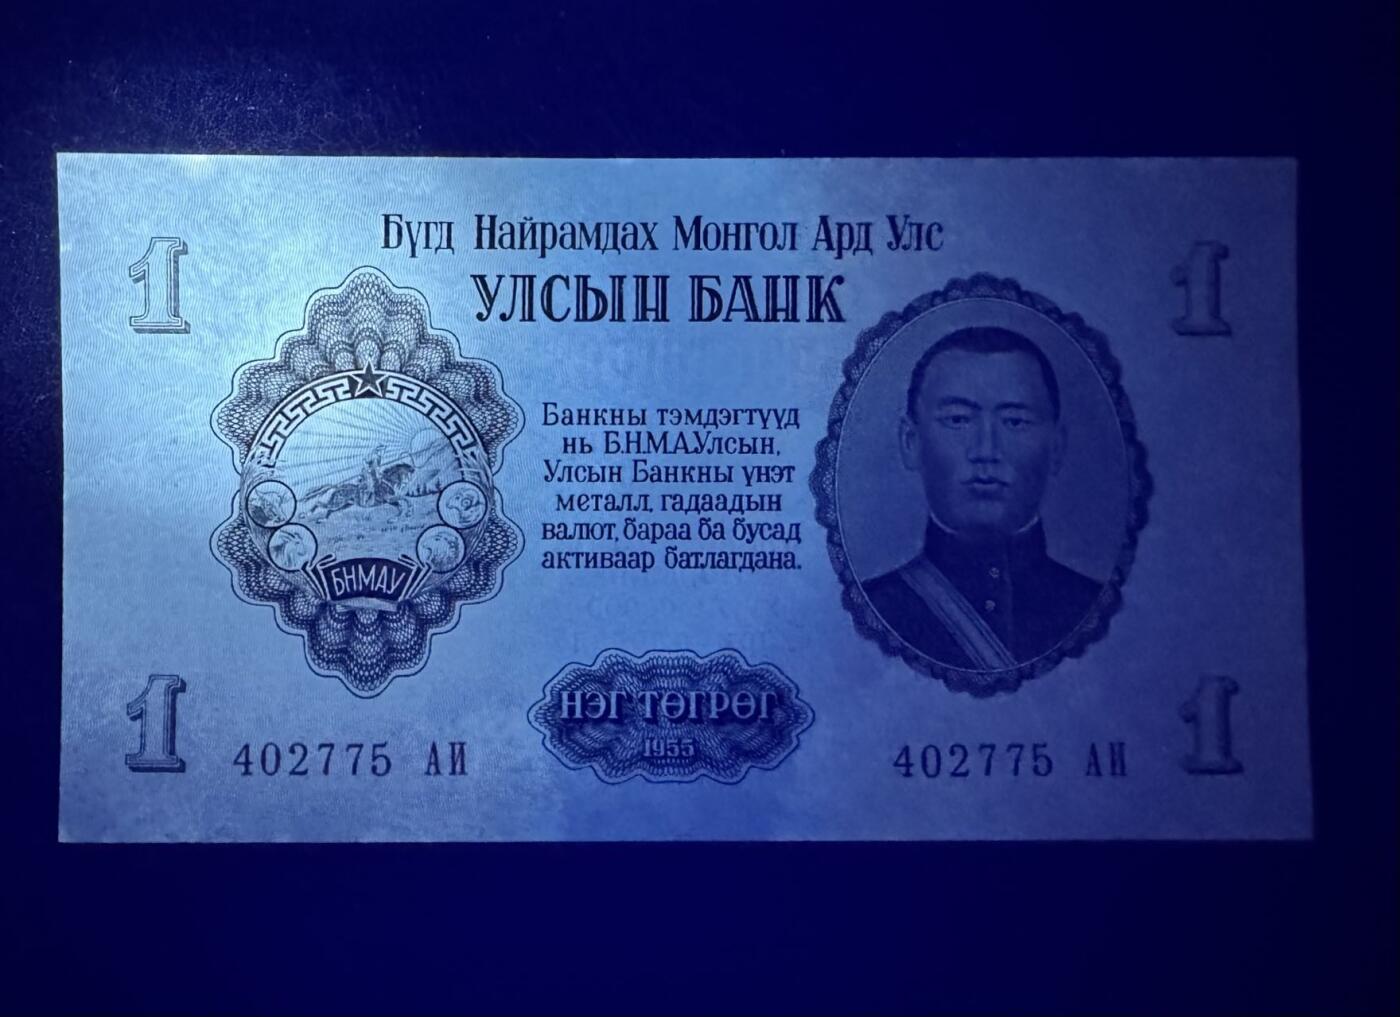 Бүгд Найрамдах Монгол Ард Улс
УЛСЫН БАНК
1
1
Банкны тэмдэгтүүд
нь Б.Н.М.А.Улсын,
Улсын Банкны үнэт
металл, гадаадын
валют, бараа ба бусад
активаар батлагдана.
БНМАУ
НЭГ ТӨГРӨГ
1955
1
402775 АИ
402775 АИ
1